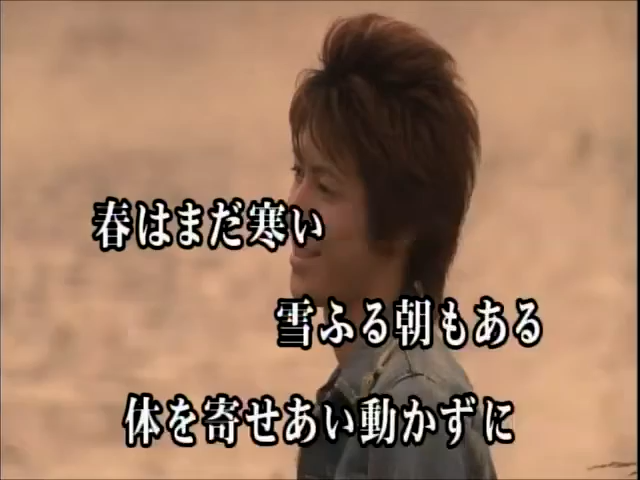 春はまだ寒い
雪ふる朝もある
体を寄せあい動かずに